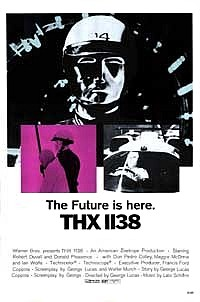 14
The Future is here.
THX 1138
Warner Bros. presents THX 1138 · An American Zoetrope Production · Starring
Robert Duvall and Donald Pleasence · with Don Pedro Colley, Maggie McOmie
and Ian Wolfe · Technicolor® · Techniscope® · Executive Producer, Francis Ford
Coppola · Screenplay by George Lucas and Walter Murch · Story by George Lucas
Directed by George Lucas · Music by Lalo Schifrin